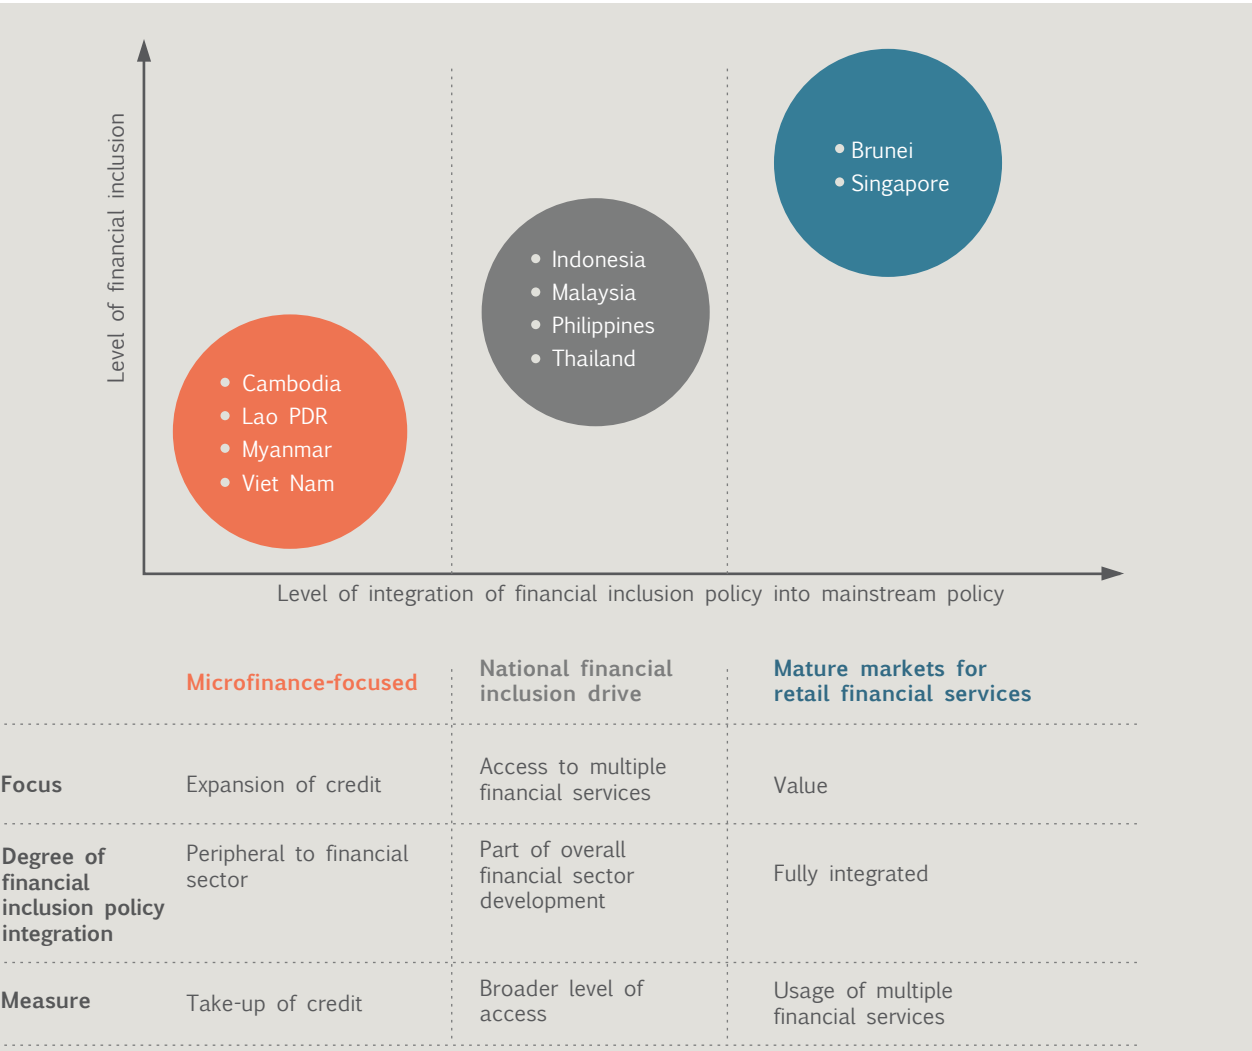 Level of financial inclusion
• Brunei
• Singapore
• Indonesia
• Malaysia
• Philippines
• Thailand
• Cambodia
• Lao PDR
• Myanmar
• Viet Nam
Level of integration of financial inclusion policy into mainstream policy
Microfinance-focused
National financial
inclusion drive
Mature markets for
retail financial services
Focus
Expansion of credit
Access to multiple
financial services
Value
Degree of
financial
inclusion policy
integration
Peripheral to financial
sector
Part of overall
financial sector
development
Fully integrated
Measure
Take-up of credit
Broader level of
access
Usage of multiple
financial services